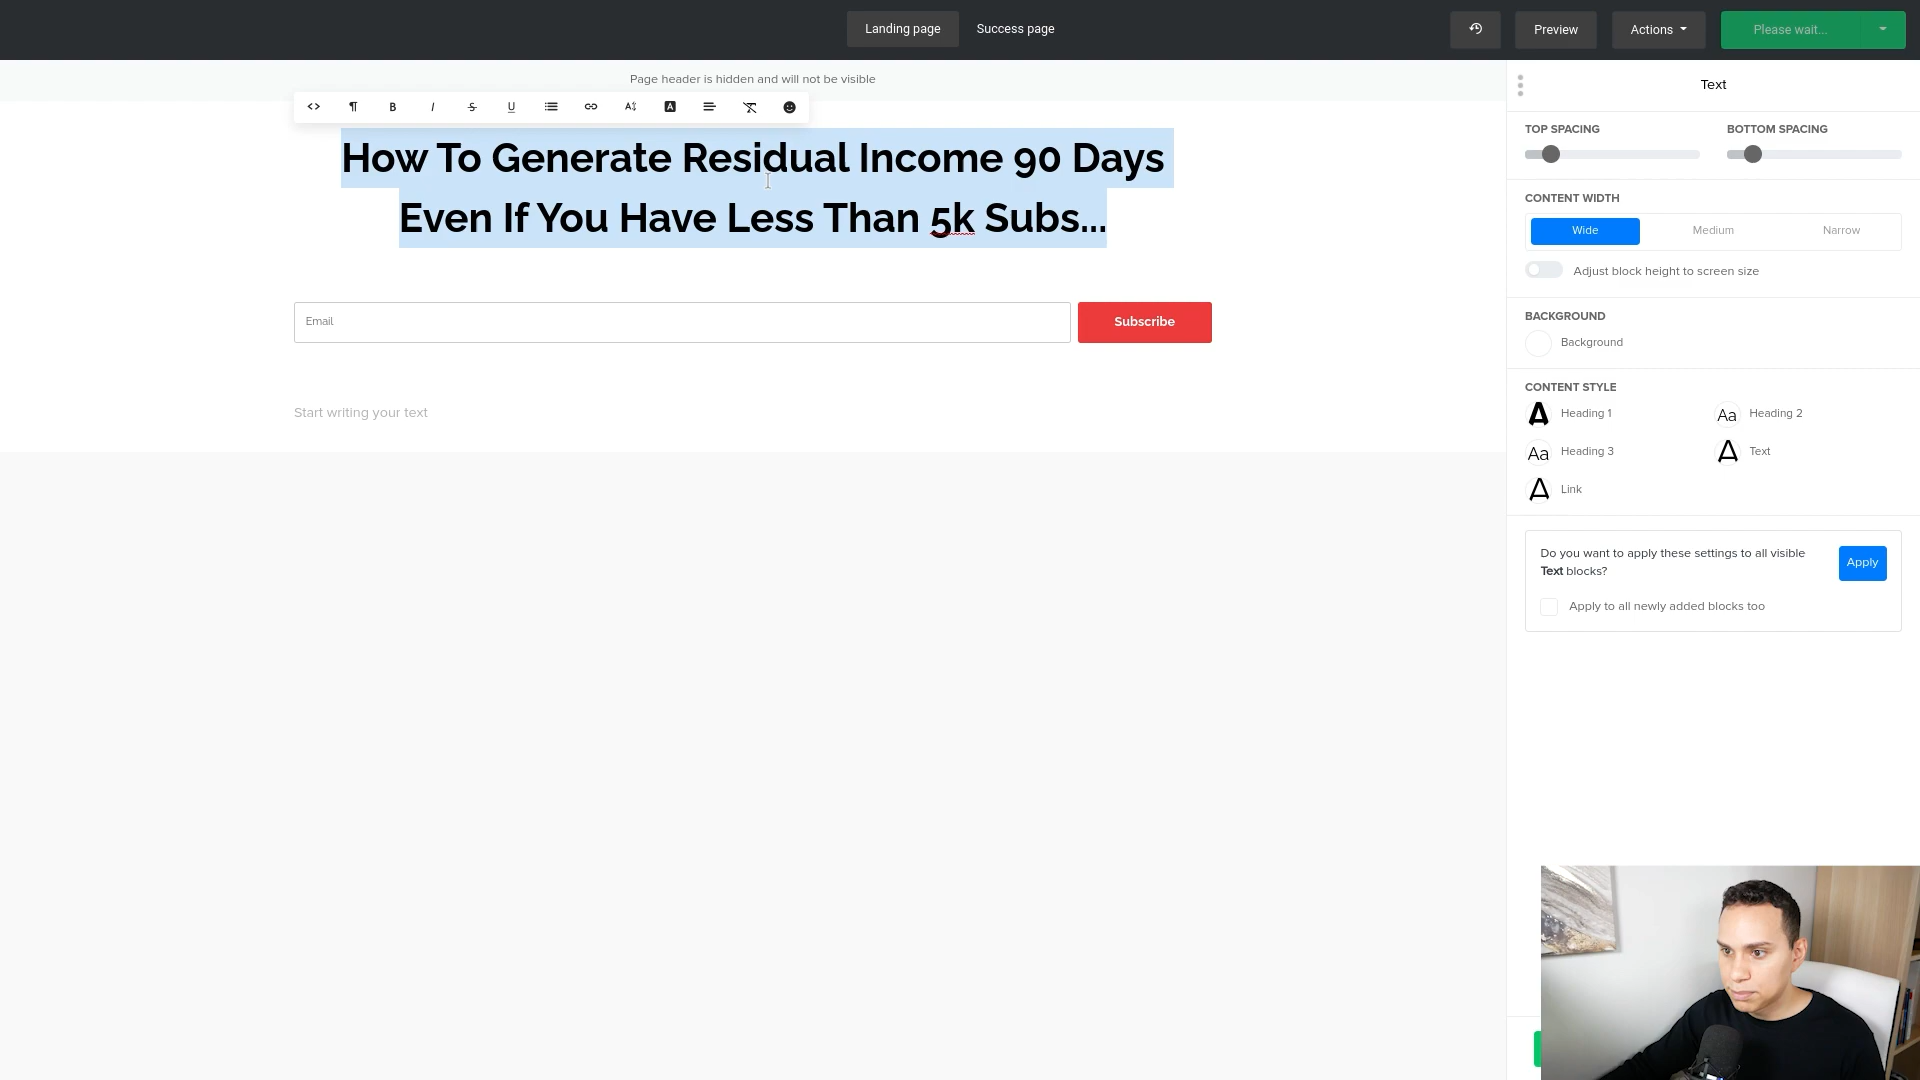 Landing page
Success page
Preview
Actions
Please wait...
Page header is hidden and will not be visible
Text
How To Generate Residual Income 90 Days
Even If You Have Less Than 5k Subs...
Email
Subscribe
Start writing your text
TOP SPACING
BOTTOM SPACING
CONTENT WIDTH
Wide
Medium
Narrow
Adjust block height to screen size
BACKGROUND
Background
CONTENT STYLE
A Heading 1
Aa Heading 2
Aa Heading 3
A Text
A Link
Do you want to apply these settings to all visible
Text blocks?
Apply
Apply to all newly added blocks too